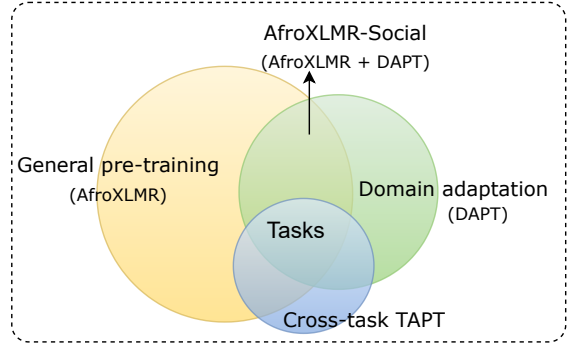 AfroXLMR-Social
(AfroXLMR + DAPT)
General pre-training
(AfroXLMR)
Domain adaptation
(DAPT)
Tasks
Cross-task TAPT